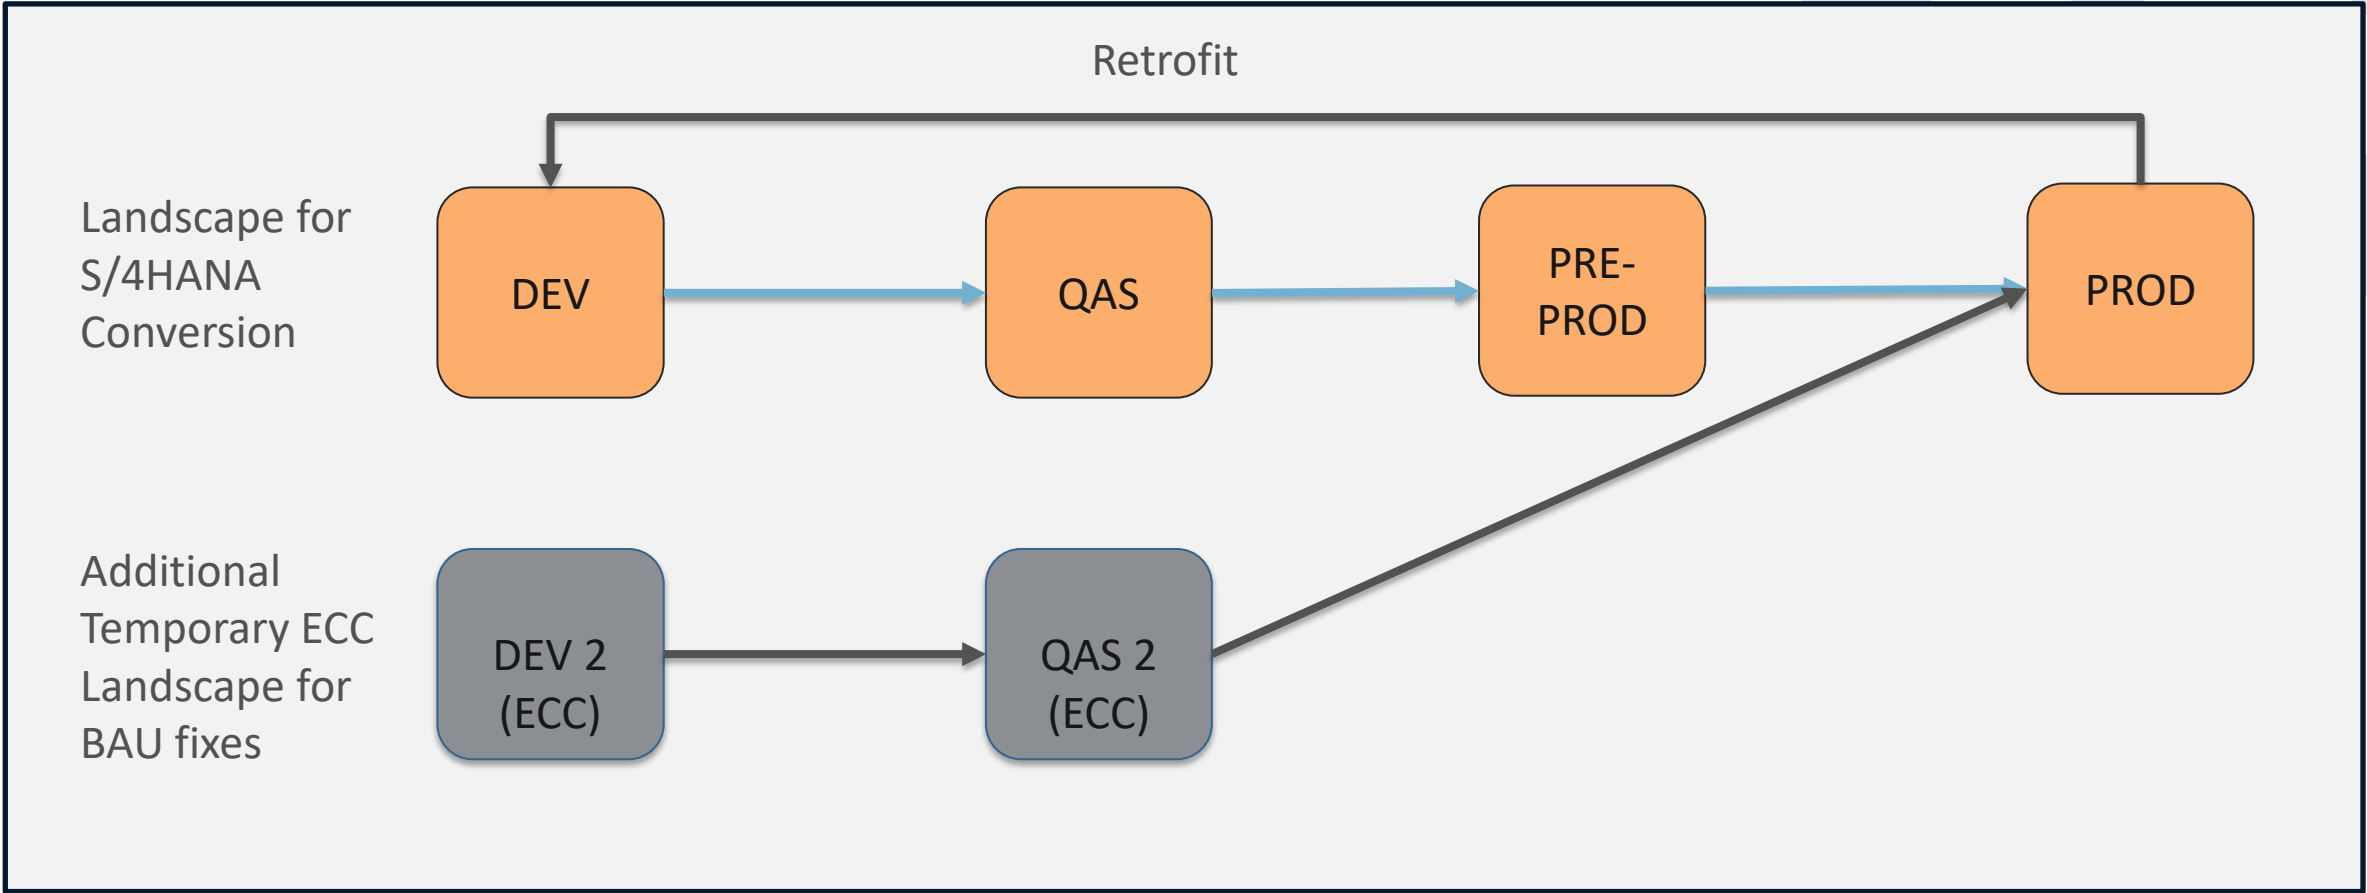 Retrofit
Landscape for
S/4HANA
Conversion
DEV
QAS
PRE-
PROD
PROD
Additional
Temporary ECC
Landscape for
BAU fixes
DEV 2
(ECC)
QAS 2
(ECC)